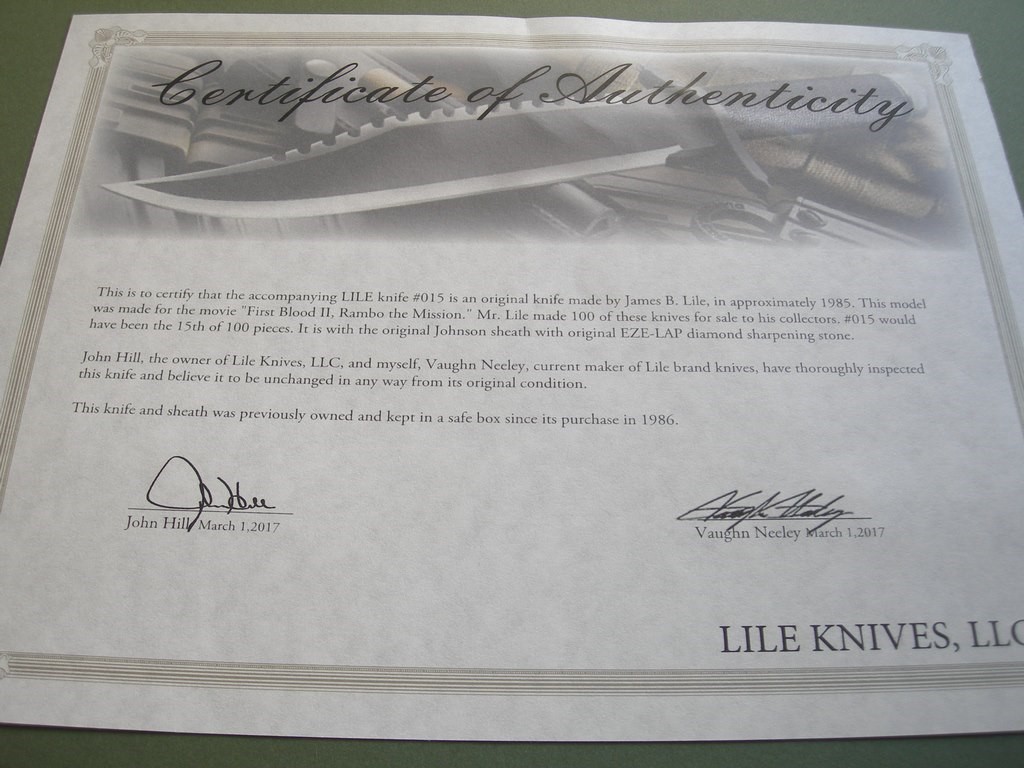 Certificate of Authenticity
This is to certify that the accompanying LILE knife #015 is an original knife made by James B. Lile, in approximately 1985. This model
was made for the movie "First Blood II, Rambo the Mission." Mr. Lile made 100 of these knives for sale to his collectors. #015 would
have been the 15th of 100 pieces. It is with the original Johnson sheath with original EZE-LAP diamond sharpening stone.
John Hill, the owner of Lile Knives, LLC, and myself, Vaughn Neeley, current maker of Lile brand knives, have thoroughly inspected
this knife and believe it to be unchanged in any way from its original condition.
This knife and sheath was previously owned and kept in a safe box since its purchase in 1986.
John Hill
Vaughn Neeley
John Hill March 1,2017
Vaughn Neeley March 1,2017
LILE KNIVES, LLC